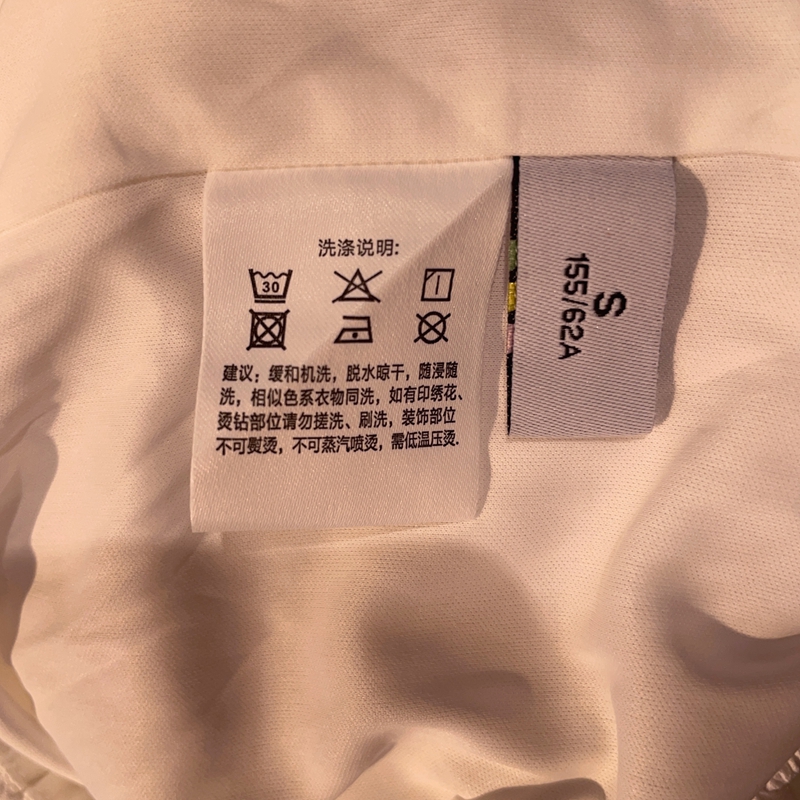 洗涤说明:
30
建议：缓和机洗，脱水晾干，随浸随
洗，相似色系衣物同洗，如有印绣花、
烫钻部位请勿搓洗、刷洗，装饰部位
不可熨烫，不可蒸汽喷烫，需低温压烫.
S
155/62A